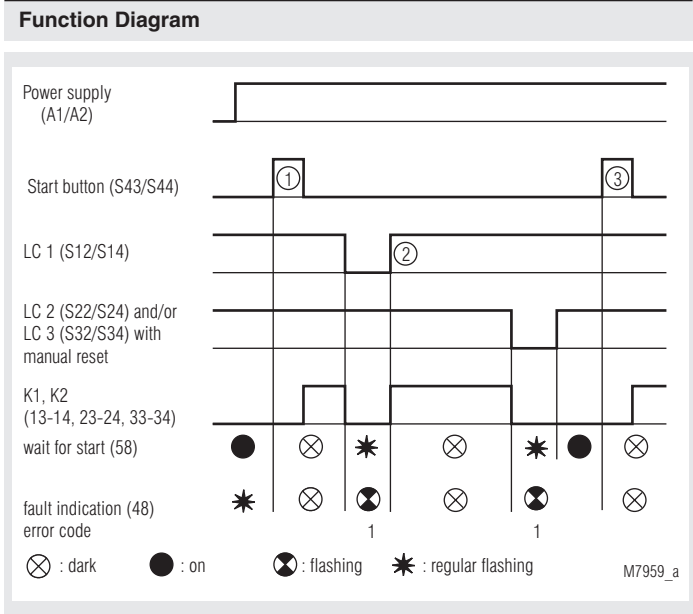 Function Diagram
Power supply
(A1/A2)
Start button (S43/S44)
1
3
LC 1 (S12/S14)
2
LC 2 (S22/S24) and/or
LC 3 (S32/S34) with
manual reset
K1, K2
(13-14, 23-24, 33-34)
wait for start (58)
fault indication (48)
error code
1
1
: dark
: on
: flashing
: regular flashing
M7959_a